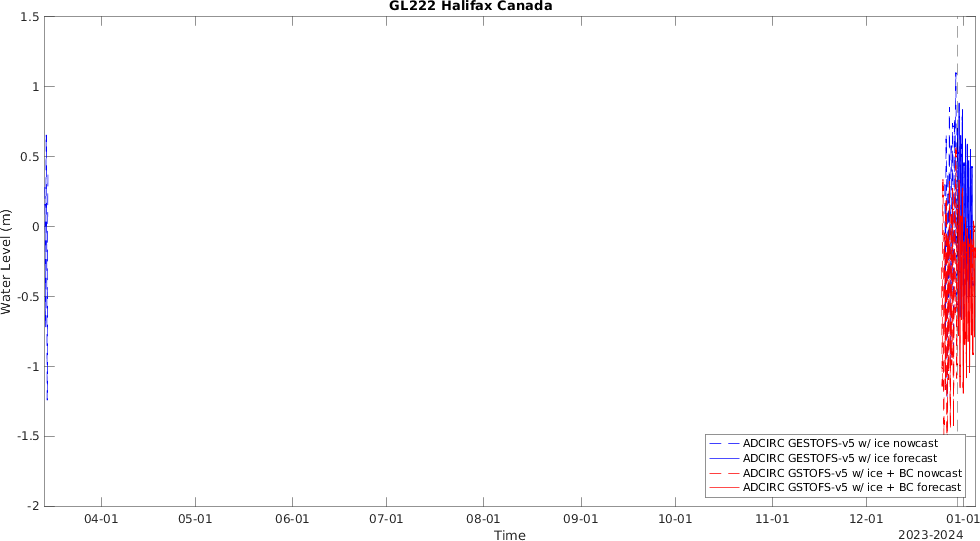 GL222 Halifax Canada
1.5
1
0.5
0
-0.5
-1
-1.5
-2
Water Level (m)
04-01 05-01 06-01 07-01 08-01 09-01 10-01 11-01 12-01 01-01
Time
2023-2024
ADCIRC GESTOFS-v5 w/ ice nowcast
ADCIRC GESTOFS-v5 w/ ice forecast
ADCIRC GSTOFS-v5 w/ ice + BC nowcast
ADCIRC GSTOFS-v5 w/ ice + BC forecast